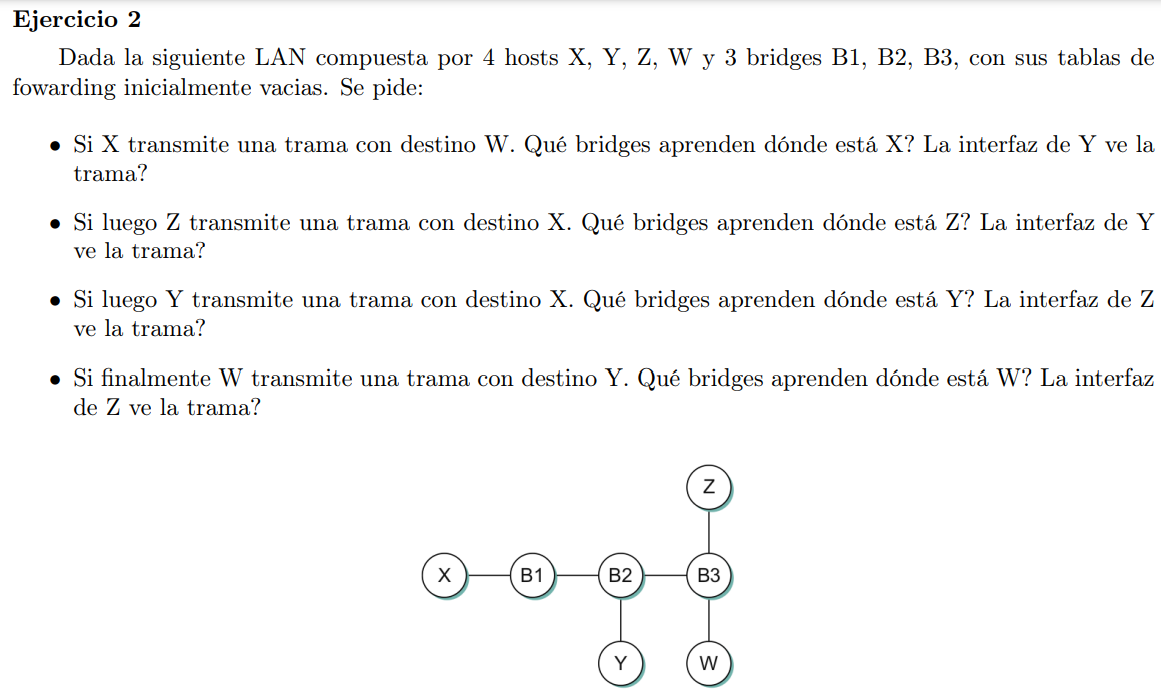 Ejercicio 2
Dada la siguiente LAN compuesta por 4 hosts X, Y, Z, W y 3 bridges B1, B2, B3, con sus tablas de
fowarding inicialmente vacias. Se pide:
• Si X transmite una trama con destino W. Qué bridges aprenden dónde está X? La interfaz de Y ve la
trama?
• Si luego Z transmite una trama con destino X. Qué bridges aprenden dónde está Z? La interfaz de Y
ve la trama?
• Si luego Y transmite una trama con destino X. Qué bridges aprenden dónde está Y? La interfaz de Z
ve la trama?
• Si finalmente W transmite una trama con destino Y. Qué bridges aprenden dónde está W? La interfaz
de Z ve la trama?
Z
X B1 B2 B3
Y W